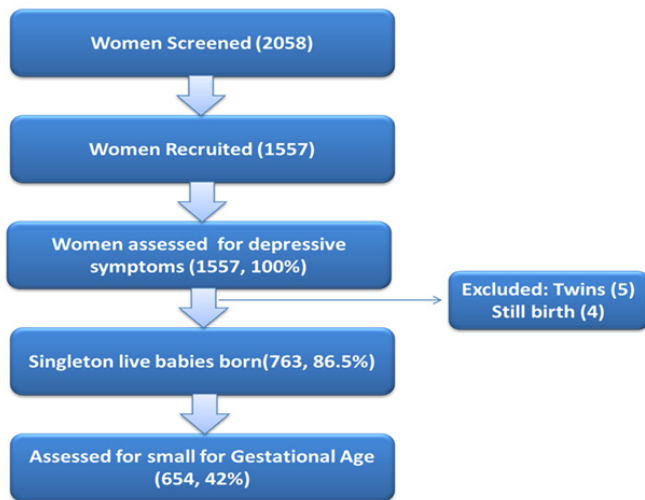 Women Screened (2058)
Women Recruited (1557)
Women assessed for depressive
symptoms (1557, 100%)
Excluded: Twins (5)
Still birth (4)
Singleton live babies born(763, 86.5%)
Assessed for small for Gestational Age
(654, 42%)